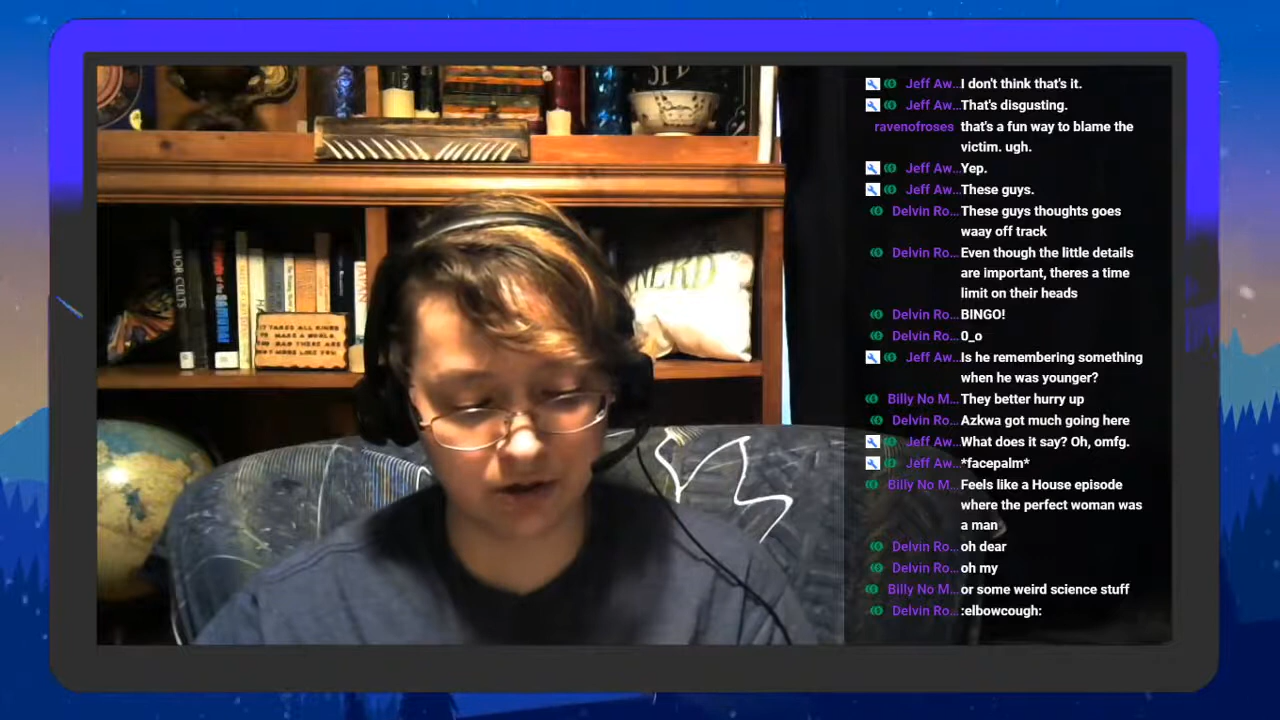 SPE
NERD
IT TAKES ALL KINDS
TO MAKE A WORLD.
TOO BAD THERE ARE
NOT MORE LIKE YOU.
Jeff Aw... I don't think that's it.
Jeff Aw... That's disgusting.
ravenofroses that's a fun way to blame the
victim. ugh.
Jeff Aw... Yep.
Jeff Aw... These guys.
Delvin Ro... These guys thoughts goes
waay off track
Delvin Ro... Even though the little details
are important, theres a time
limit on their heads
Delvin Ro... BINGO!
Delvin Ro... 0_o
Jeff Aw... Is he remembering something
when he was younger?
Billy No M... They better hurry up
Delvin Ro... Azkwa got much going here
Jeff Aw... What does it say? Oh, omfg.
Jeff Aw... *facepalm*
Billy No M... Feels like a House episode
where the perfect woman was
a man
Delvin Ro... oh dear
Delvin Ro... oh my
Billy No M... or some weird science stuff
Delvin Ro... :elbowcough: